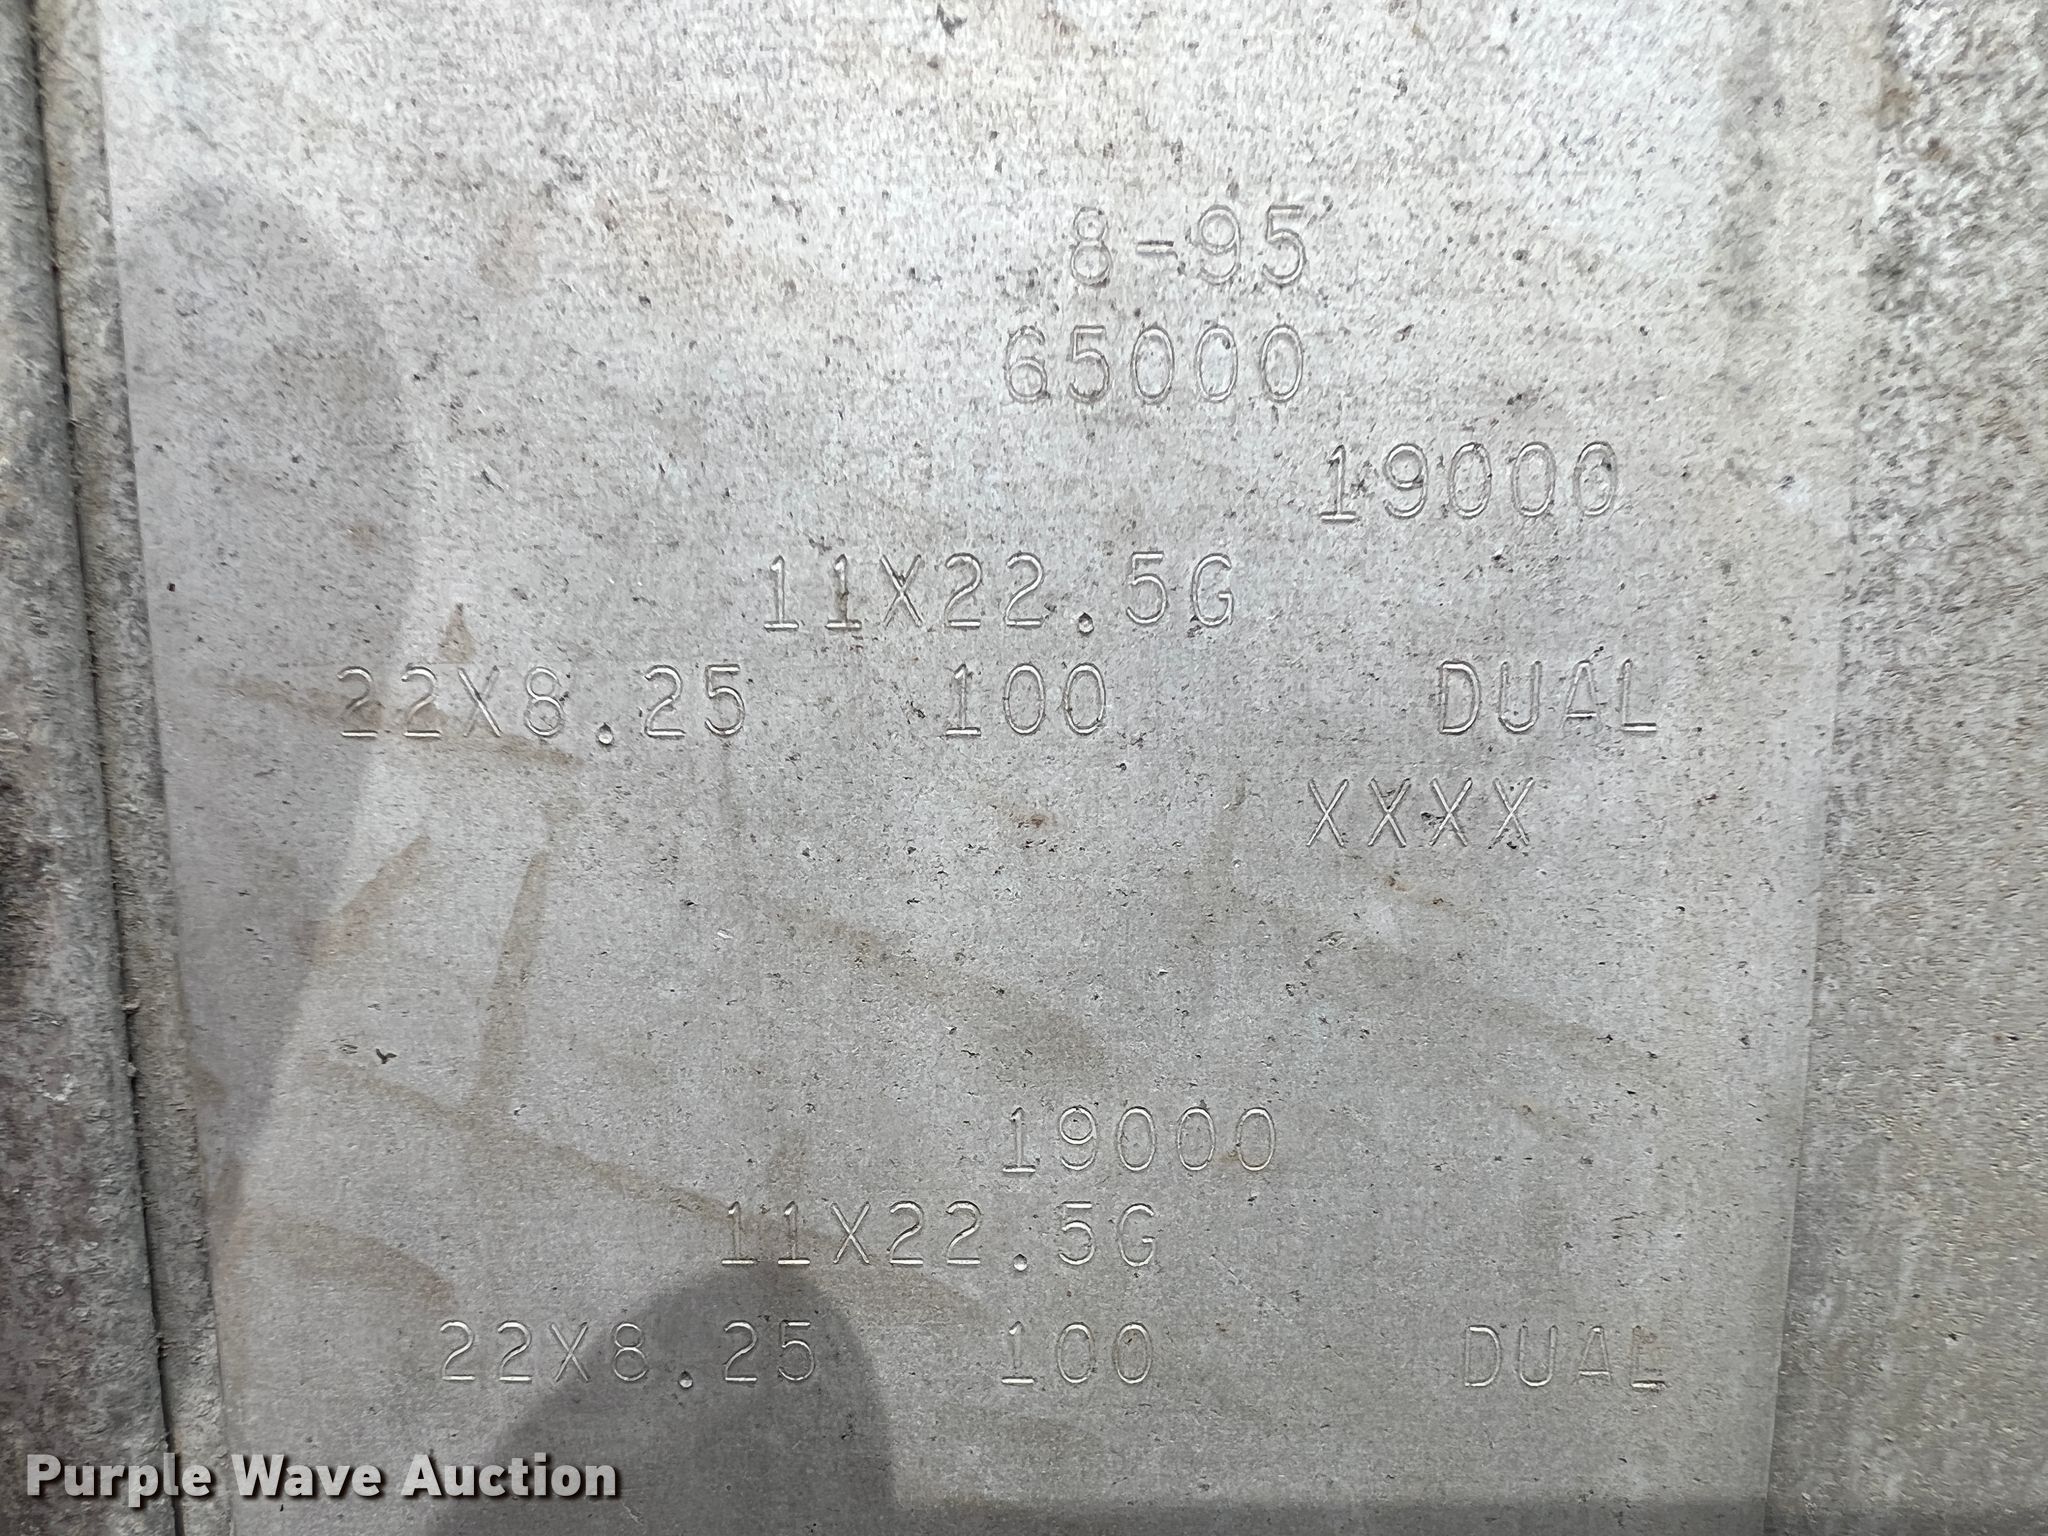 8-95
65000
19000
11X22.5G
22X8.25 100 DUAL
XXXX
19000
11X22.5G
22X8.25 100 DUAL
Purple Wave Auction